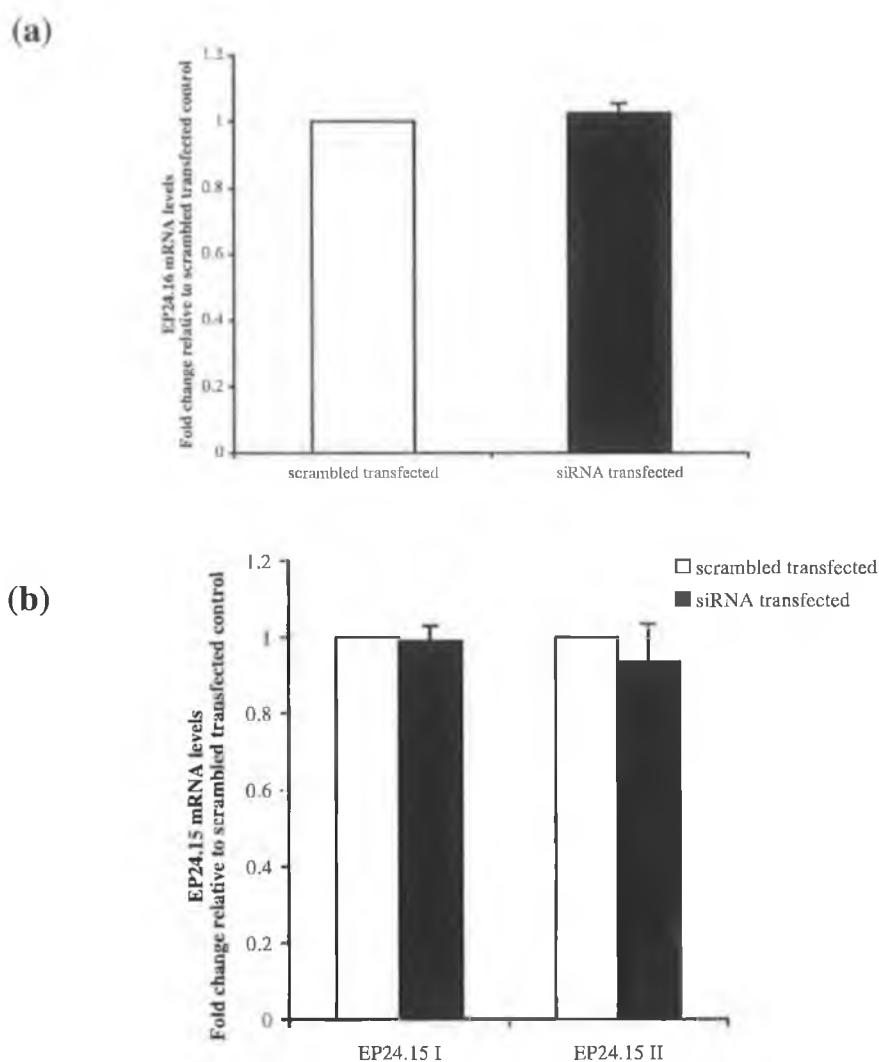 (a)
EP24.16 mRNA levels
Fold change relative to scrambled transfected control
1.2
1
0.8
0.6
0.4
0.2
0
scrambled transfected
siRNA transfected
(b)
EP24.15 mRNA levels
Fold change relative to scrambled transfected control
1.2
1
0.8
0.6
0.4
0.2
0
scrambled transfected
siRNA transfected
EP24.15 I
EP24.15 II